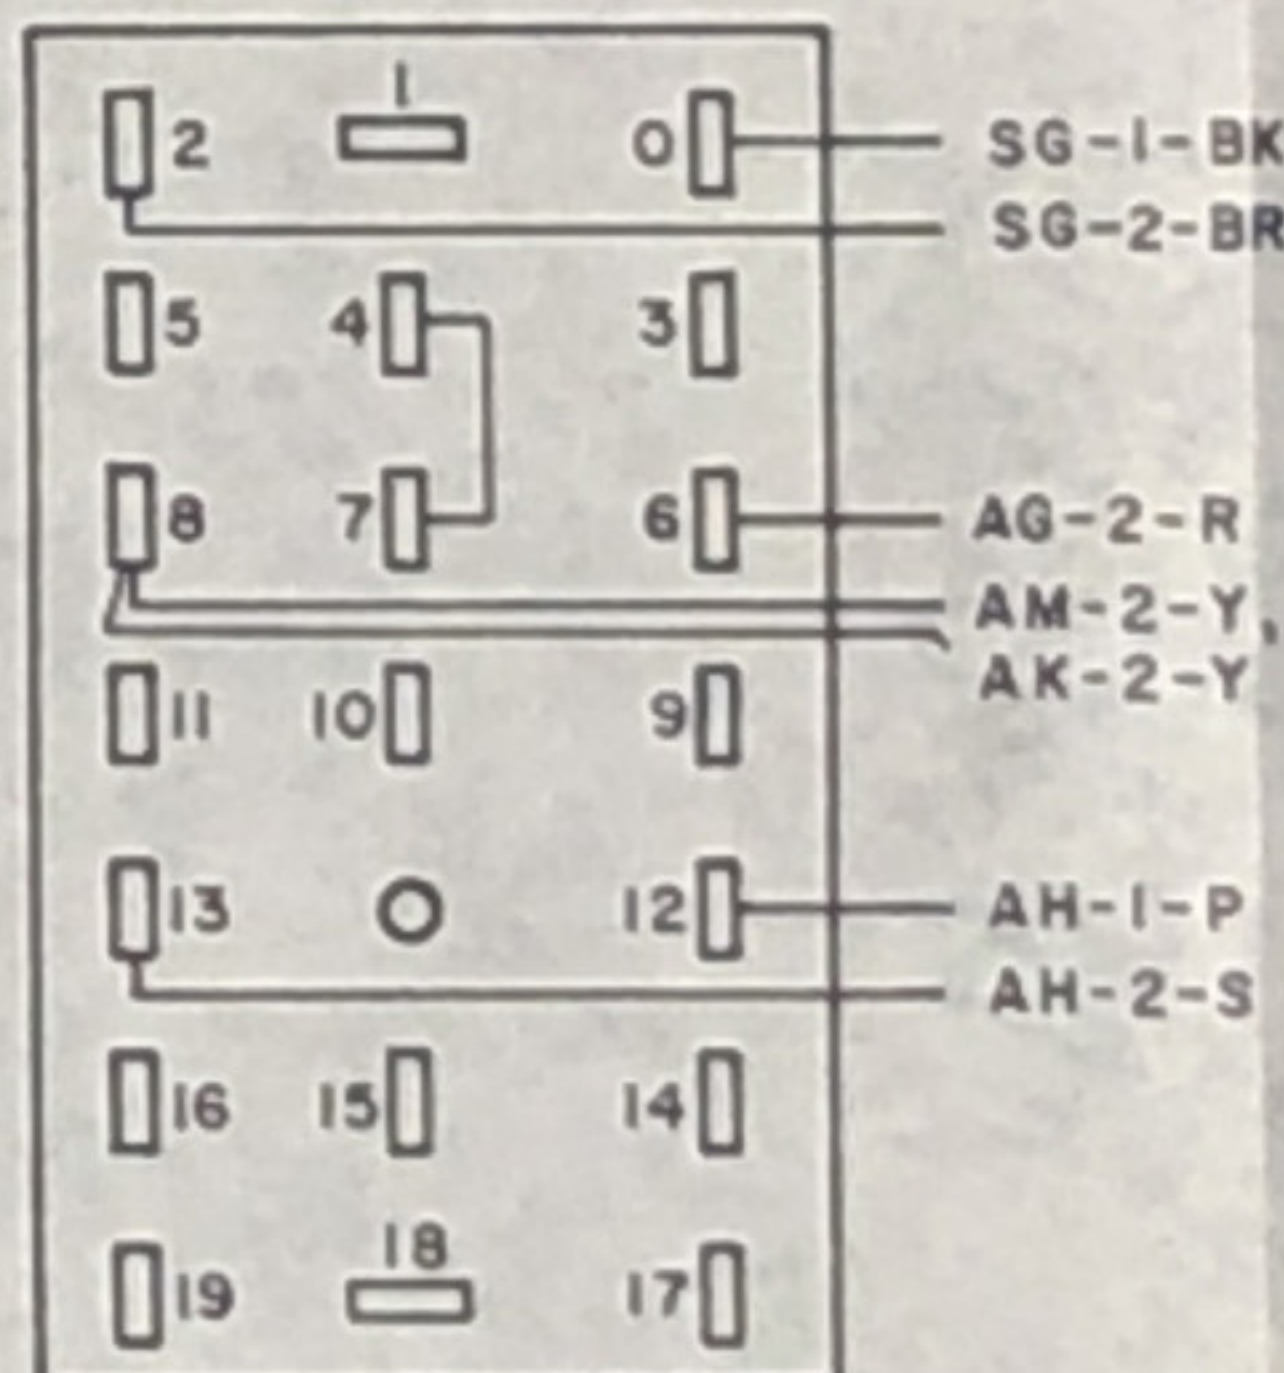 1
2 0 SG-1-BK
SG-2-BR
5 4 3
8 7 6 AG-2-R
AM-2-Y,
AK-2-Y
11 10 9
13 12 AH-1-P
AH-2-S
16 15 14
18
19 17